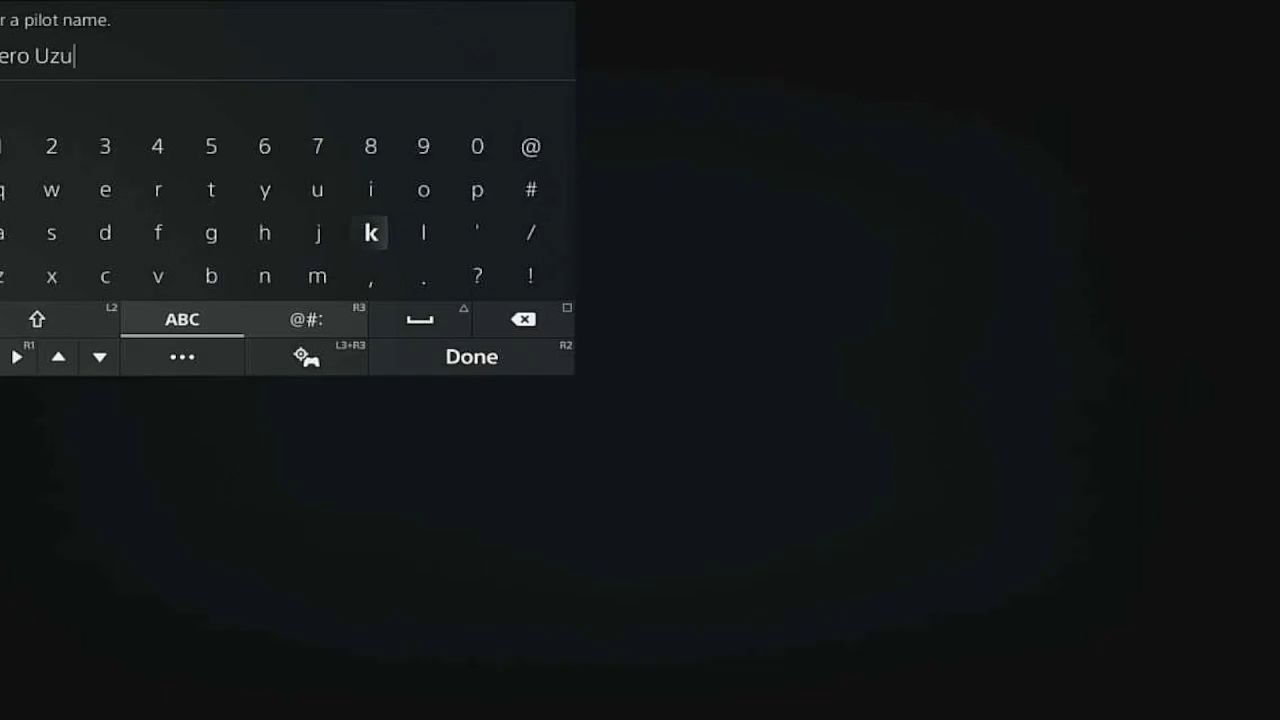 r a pilot name.
ero Uzu
2 3 4 5 6 7 8 9 0 @
q w e r t y u i o p #
a s d f g h j k l ' /
z x c v b n m , . ? !
L2 ABC @#: R3
R1 L3+R3 Done R2